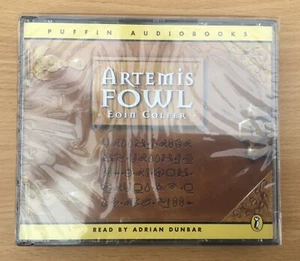 PUFFIN AUDIOBOOKS
ARTEMIS
FOWL
EOIN COLFER
READ BY ADRIAN DUNBAR